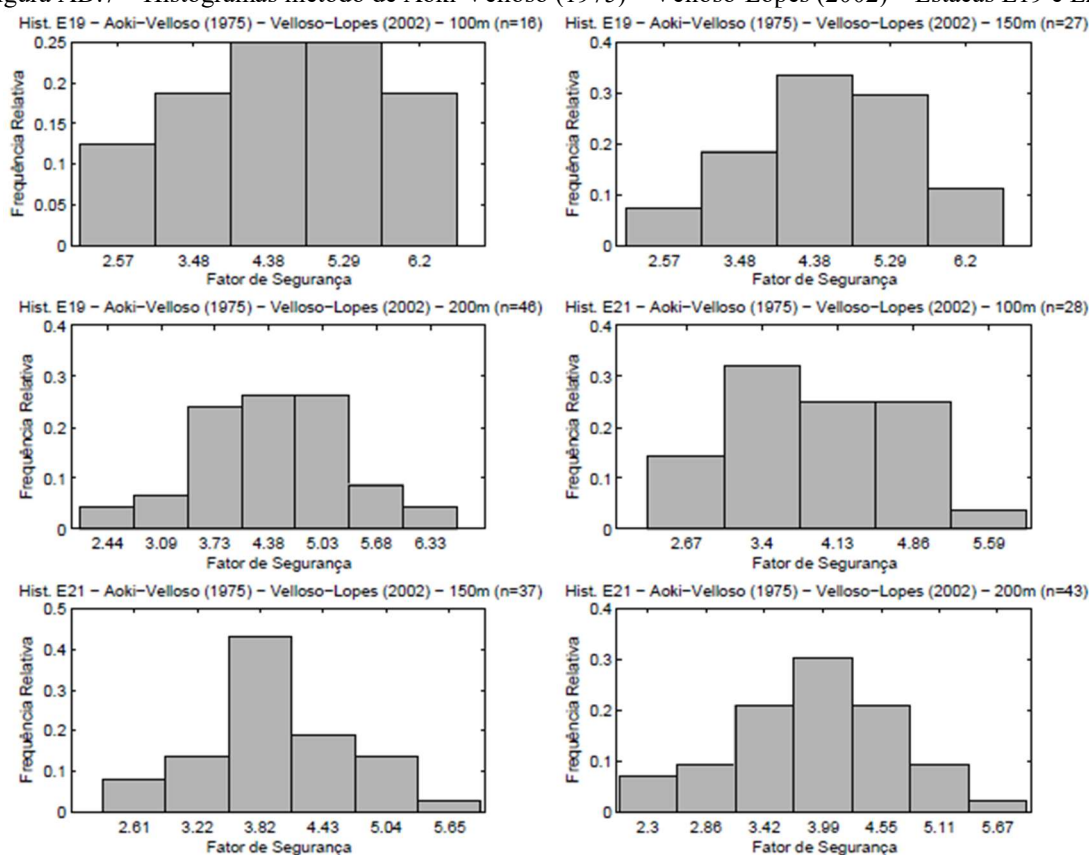 Histogramas método de Aoki-Velloso (1975) – Velloso-Lopes (2002) – Estacas E19 e
Hist. E19 – Aoki–Velloso (1975) – Velloso–Lopes (2002) – 100m (n=16)
Frequência Relativa
0.25
0.2
0.15
0.1
0.05
0
2.57 3.48 4.38 5.29 6.2
Fator de Segurança
Hist. E19 – Aoki–Velloso (1975) – Velloso–Lopes (2002) – 150m (n=27)
Frequência Relativa
0.4
0.3
0.2
0.1
0
2.57 3.48 4.38 5.29 6.2
Fator de Segurança
Hist. E19 – Aoki–Velloso (1975) – Velloso–Lopes (2002) – 200m (n=46)
Frequência Relativa
0.4
0.3
0.2
0.1
0
2.44 3.09 3.73 4.38 5.03 5.68 6.33
Fator de Segurança
Hist. E21 – Aoki–Velloso (1975) – Velloso–Lopes (2002) – 100m (n=28)
Frequência Relativa
0.4
0.3
0.2
0.1
0
2.67 3.4 4.13 4.86 5.59
Fator de Segurança
Hist. E21 – Aoki–Velloso (1975) – Velloso–Lopes (2002) – 150m (n=37)
Frequência Relativa
0.5
0.4
0.3
0.2
0.1
0
2.61 3.22 3.82 4.43 5.04 5.65
Fator de Segurança
Hist. E21 – Aoki–Velloso (1975) – Velloso–Lopes (2002) – 200m (n=43)
Frequência Relativa
0.4
0.3
0.2
0.1
0
2.3 2.86 3.42 3.99 4.55 5.11 5.67
Fator de Segurança